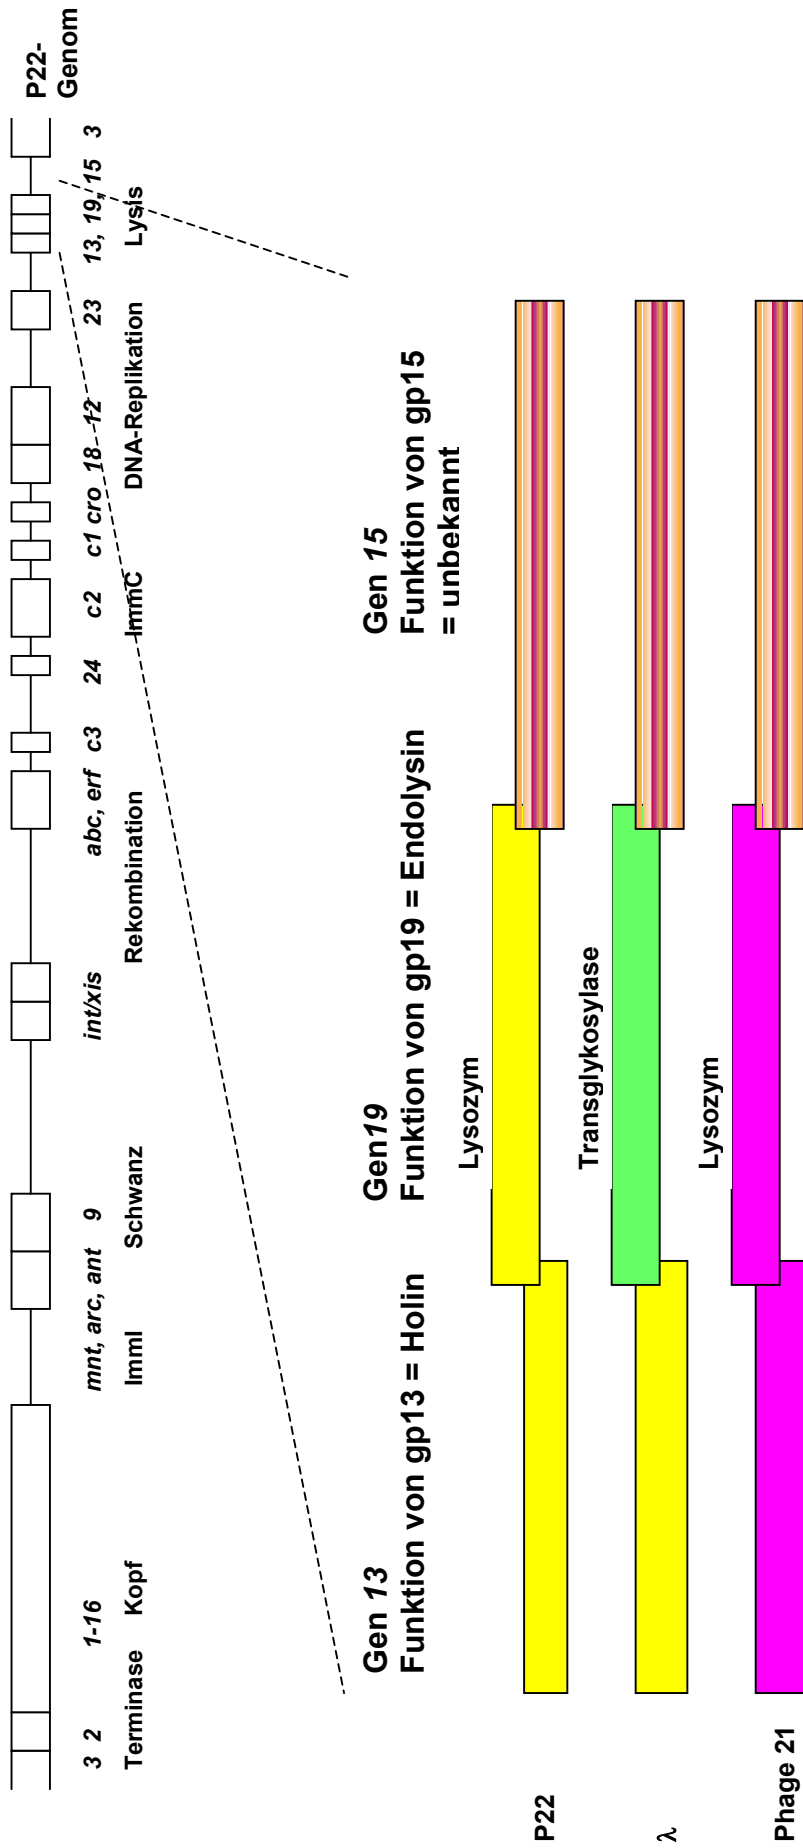 3 2 1-16 mnt, arc, ant 9 int/xis abc, erf c3 24 c2 c1 cro 18 12 23 13, 19, 15 3
P22-
Genom
Terminase Kopf ImmI Schwanz Rekombination ImmC DNA-Replikation Lysis
Gen 13
Funktion von gp13 = Holin
Gen19
Funktion von gp19 = Endolysin
Gen 15
Funktion von gp15
= unbekannt
Lysozym
P22
Transglykosylase
λ
Lysozym
Phage 21